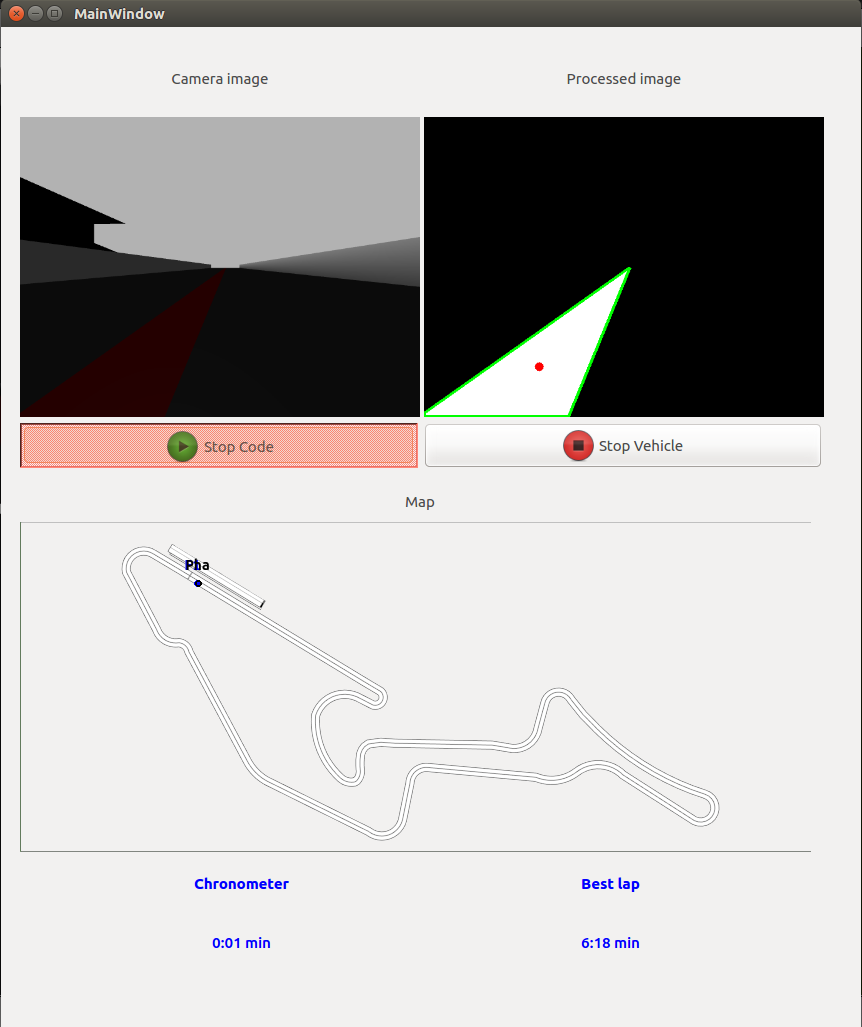 MainWindow
Camera image
Processed image
Stop Code
Stop Vehicle
Map
Chronometer
Best lap
0:01 min
6:18 min